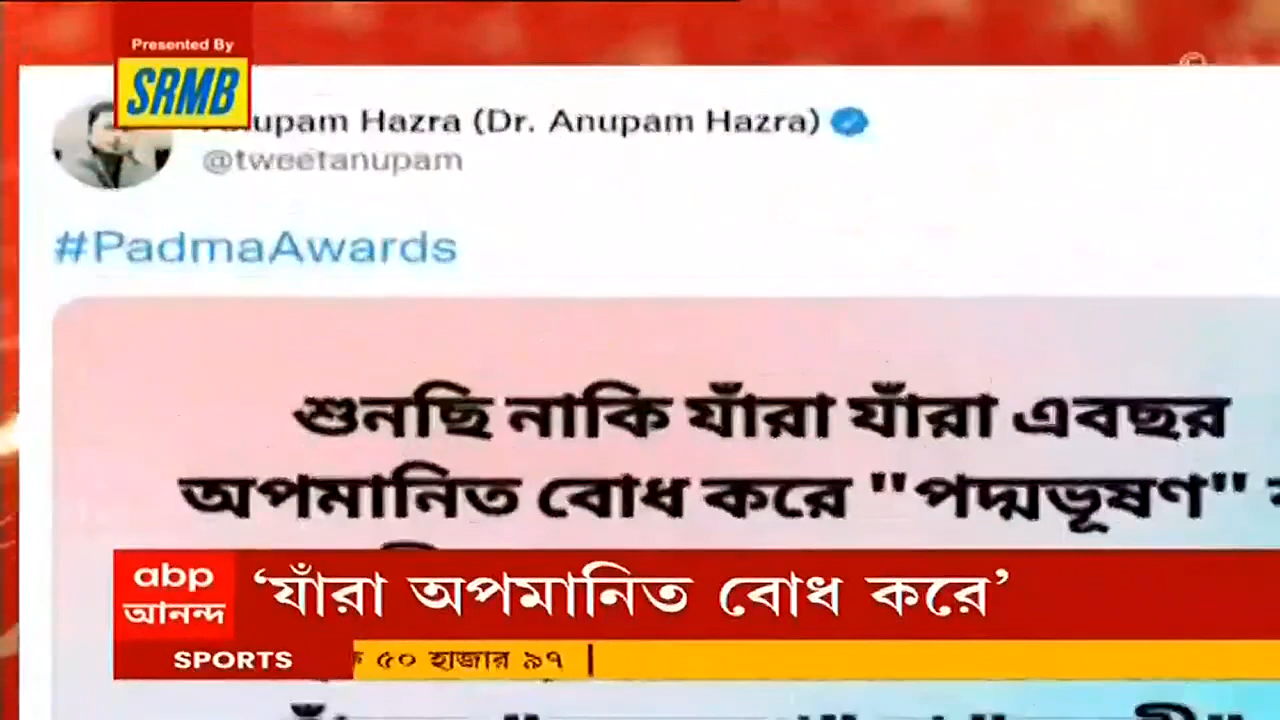 Presented By
SRMB
Anupam Hazra (Dr. Anupam Hazra)
@tweetanupam
#PadmaAwards
শুনছি নাকি যাঁরা যাঁরা এবছর
অপমানিত বোধ করে "পদ্মভূষণ"
abp
আনন্দ
‘যাঁরা অপমানিত বোধ করে’
SPORTS
৫০ হাজার ৯৭